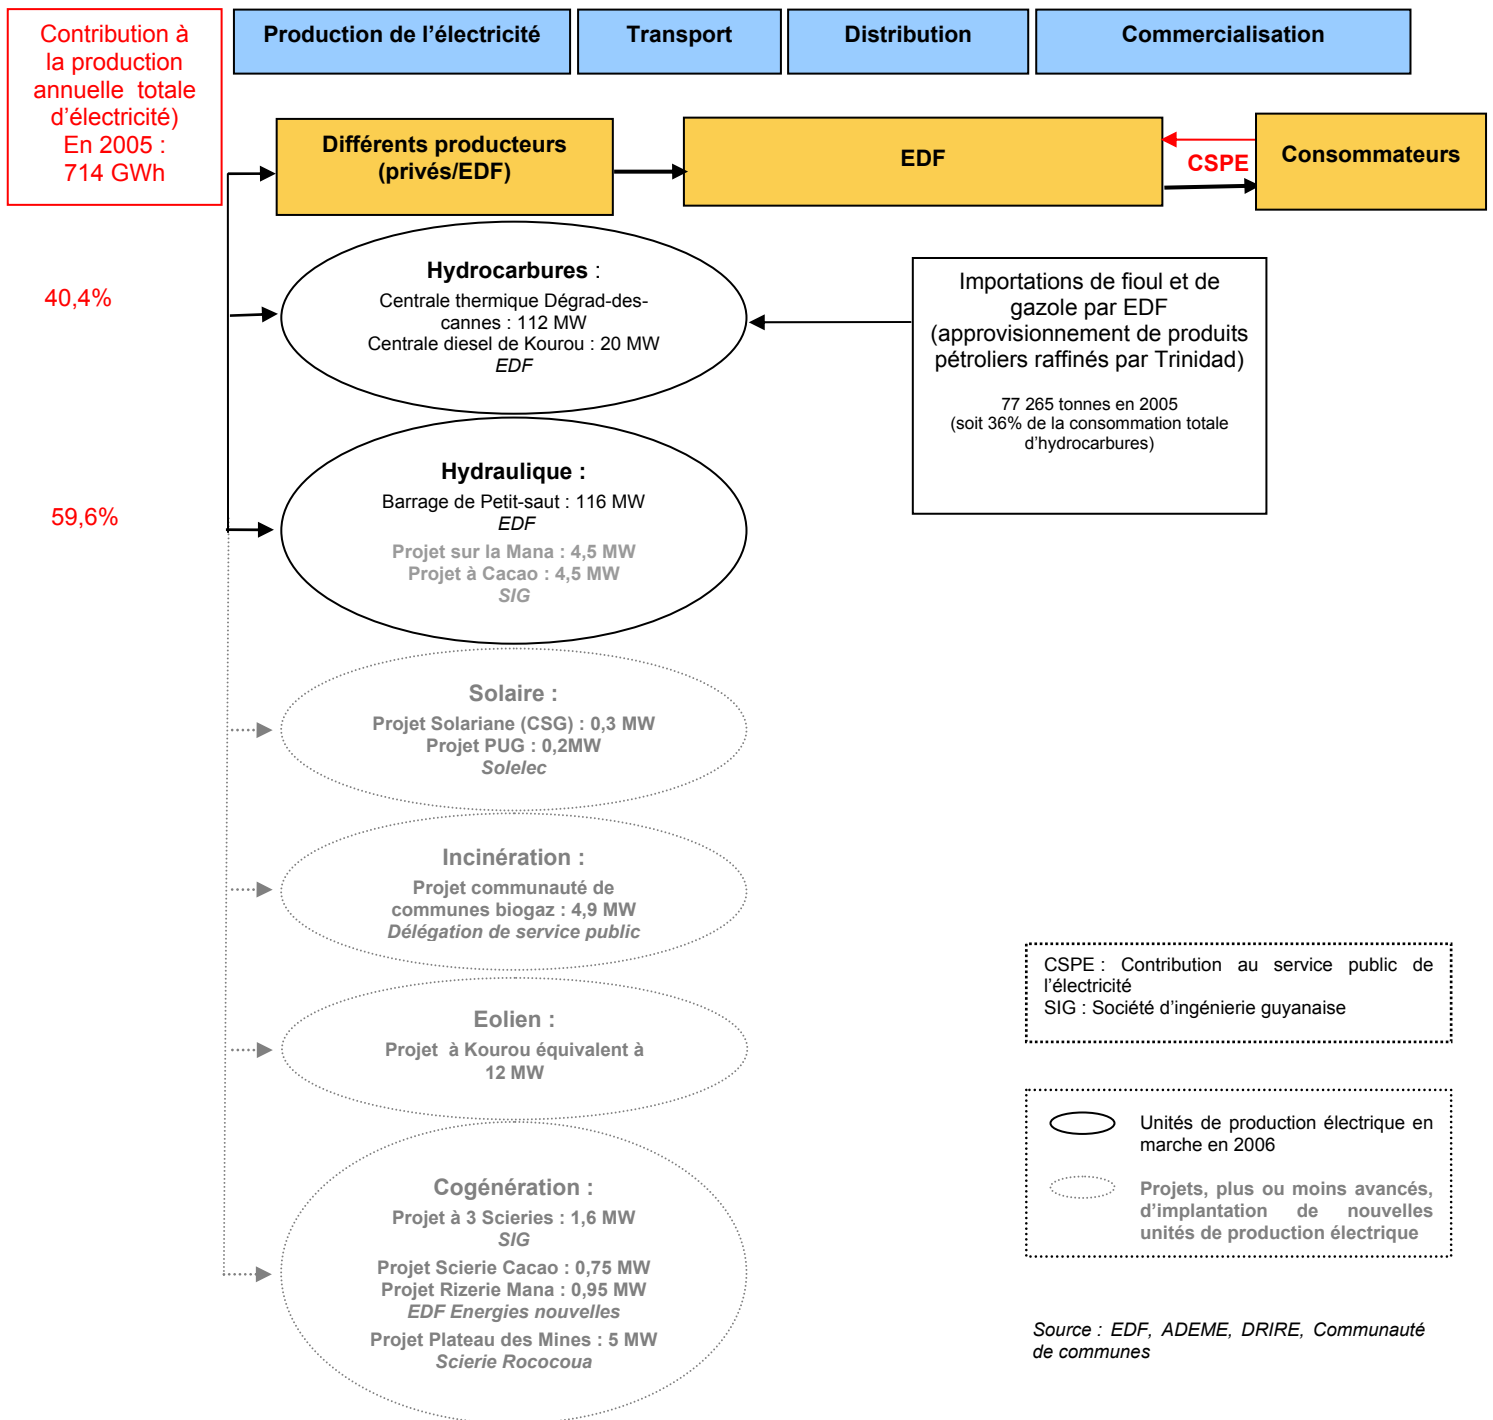 Contribution à
la production
annuelle totale
d'électricité)
En 2005 :
714 GWh
Production de l'électricité
Transport
Distribution
Commercialisation
Différents producteurs
(privés/EDF)
EDF
CSPE
Consommateurs
40,4%
Hydrocarbures :
Centrale thermique Dégrad-des-
cannes : 112 MW
Centrale diesel de Kourou : 20 MW
EDF
Importations de fioul et de
gazole par EDF
(approvisionnement de produits
pétroliers raffinés par Trinidad)
77 265 tonnes en 2005
(soit 36% de la consommation totale
d'hydrocarbures)
59,6%
Hydraulique :
Barrage de Petit-saut : 116 MW
EDF
Projet sur la Mana : 4,5 MW
Projet à Cacao : 4,5 MW
SIG
Solaire :
Projet Solariane (CSG) : 0,3 MW
Projet PUG : 0,2MW
Solelec
Incinération :
Projet communauté de
communes biogaz : 4,9 MW
Délégation de service public
Eolien :
Projet à Kourou équivalent à
12 MW
Cogénération :
Projet à 3 Scieries : 1,6 MW
SIG
Projet Scierie Cacao : 0,75 MW
Projet Rizerie Mana : 0,95 MW
EDF Energies nouvelles
Projet Plateau des Mines : 5 MW
Scierie Rococoua
CSPE : Contribution au service public de
l'électricité
SIG : Société d'ingénierie guyanaise
Unités de production électrique en
marche en 2006
Projets, plus ou moins avancés,
d'implantation de nouvelles
unités de production électrique
Source : EDF, ADEME, DRIRE, Communauté
de communes